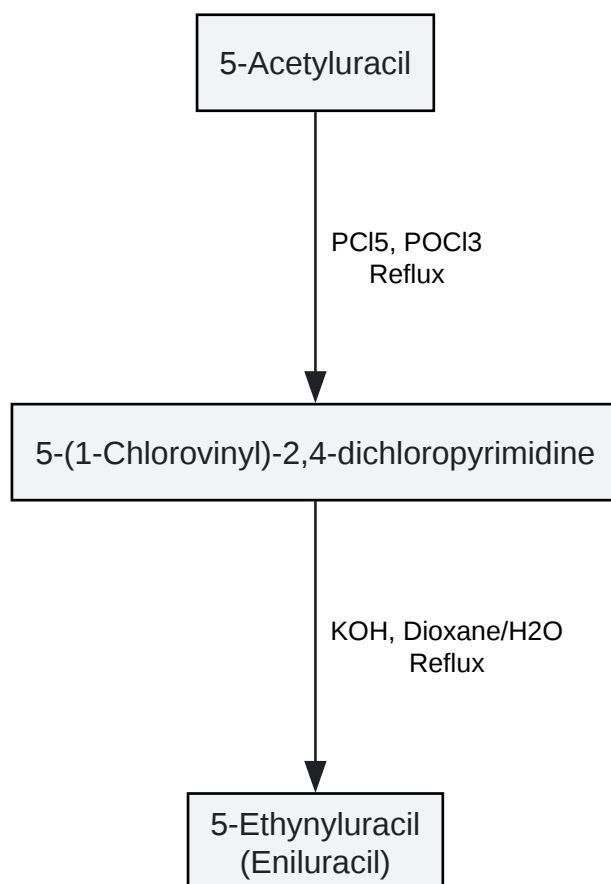 5-Acetyluracil
PCl5, POCl3
Reflux
5-(1-Chlorovinyl)-2,4-dichloropyrimidine
KOH, Dioxane/H2O
Reflux
5-Ethynyluracil
(Eniluracil)